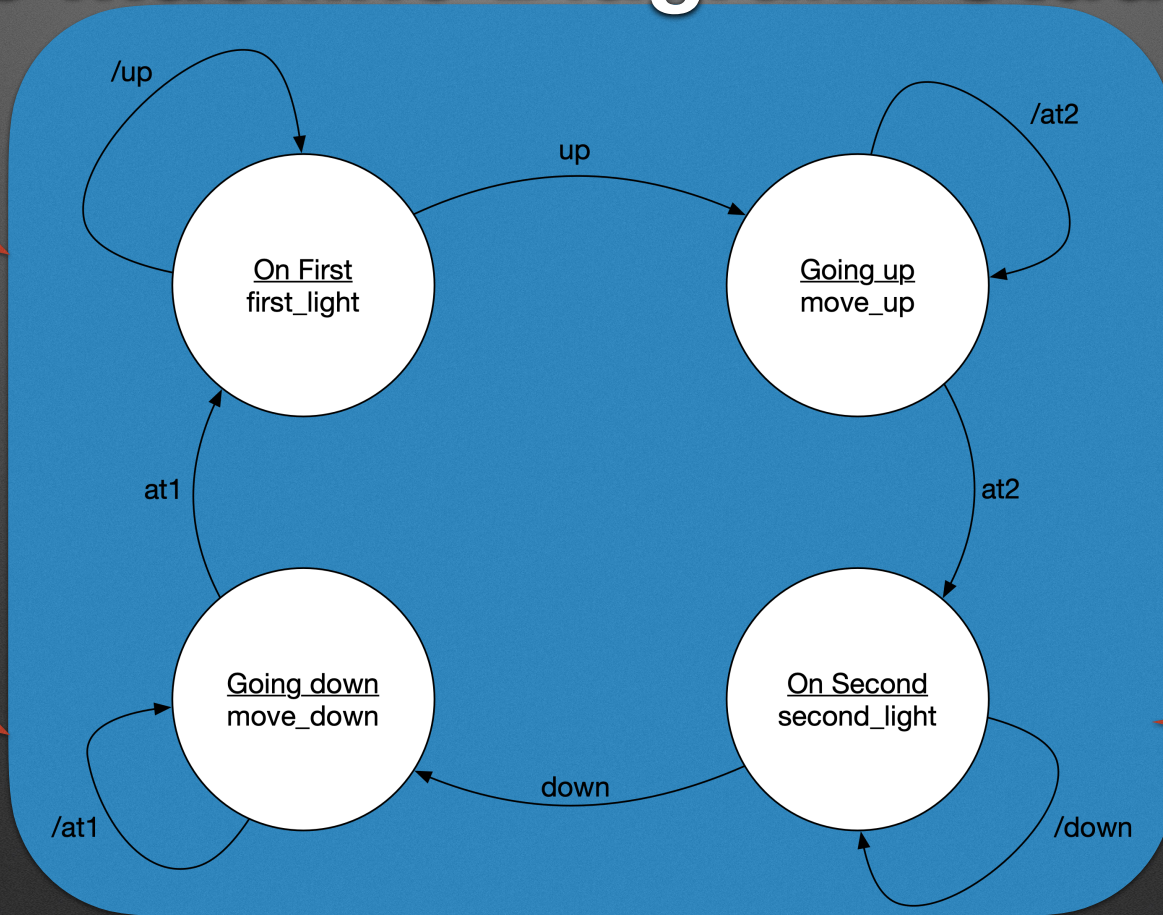 /up
/at2
up
On First
first_light
Going up
move_up
at1
at2
Going down
move_down
On Second
second_light
down
/at1
/down